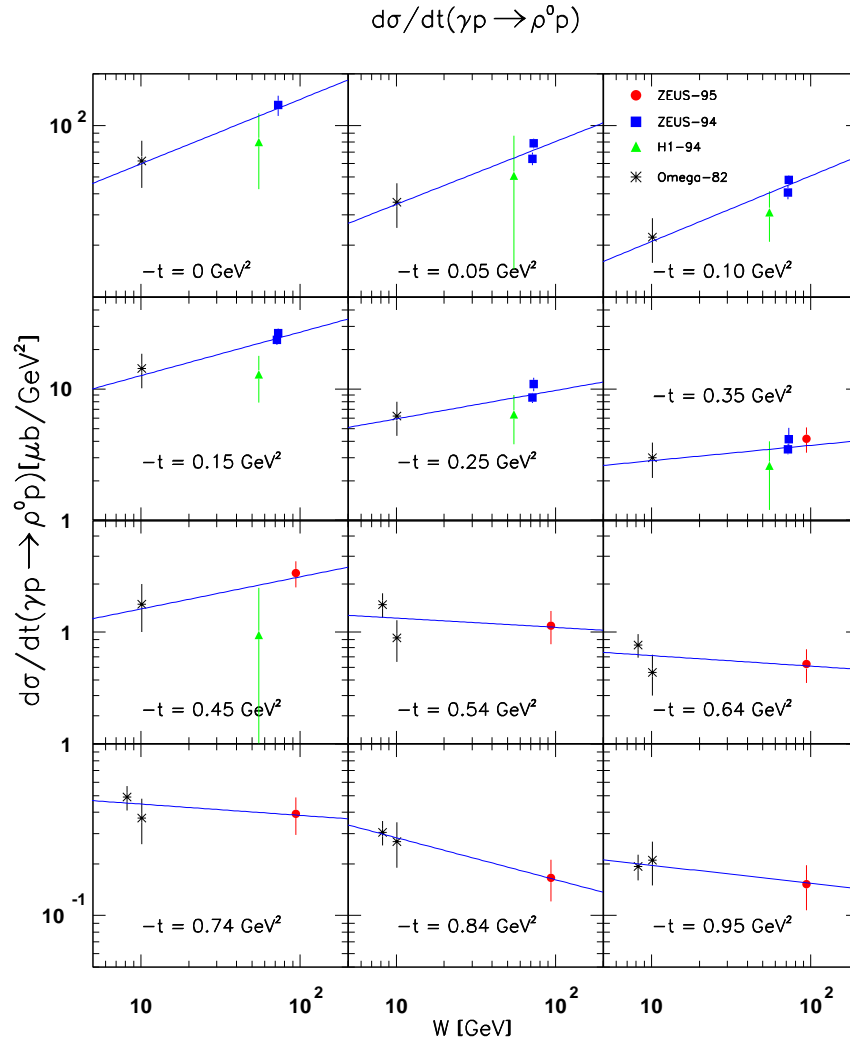 dσ/dt(γp → ρ⁰p)
ZEUS-95
10²
ZEUS-94
H1-94
Omega-82
-t = 0 GeV²
-t = 0.05 GeV²
-t = 0.10 GeV²
dσ/dt(γp → ρ⁰p)[μb/GeV²]
10
-t = 0.35 GeV²
-t = 0.15 GeV²
-t = 0.25 GeV²
1
1
-t = 0.45 GeV²
-t = 0.54 GeV²
-t = 0.64 GeV²
1
10⁻¹
-t = 0.74 GeV²
-t = 0.84 GeV²
-t = 0.95 GeV²
10 10² 10 10² 10 10²
W [GeV]